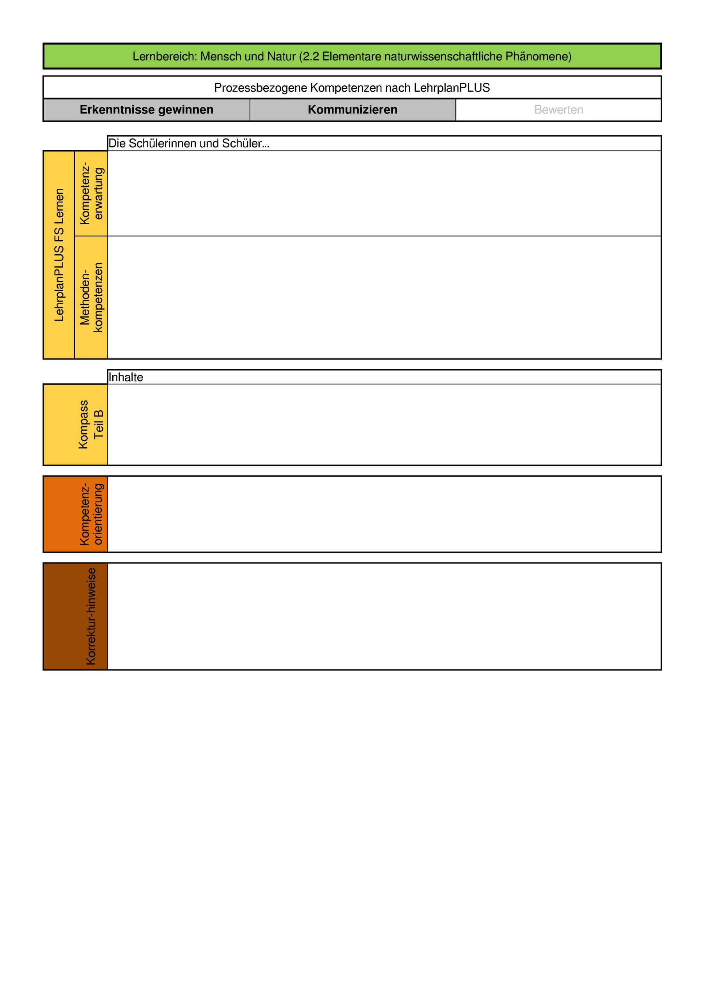 Lernbereich: Mensch und Natur (2.2 Elementare naturwissenschaftliche Phänomene)
Prozessbezogene Kompetenzen nach LehrplanPLUS
Erkenntnisse gewinnen
Kommunizieren
Bewerten
Die Schülerinnen und Schüler...
LehrplanPLUS FS Lernen
Kompetenz-
erwartung
Methoden-
kompetenzen
Inhalte
Kompass
Teil B
Kompetenz-
orientierung
Korrektur-hinweise